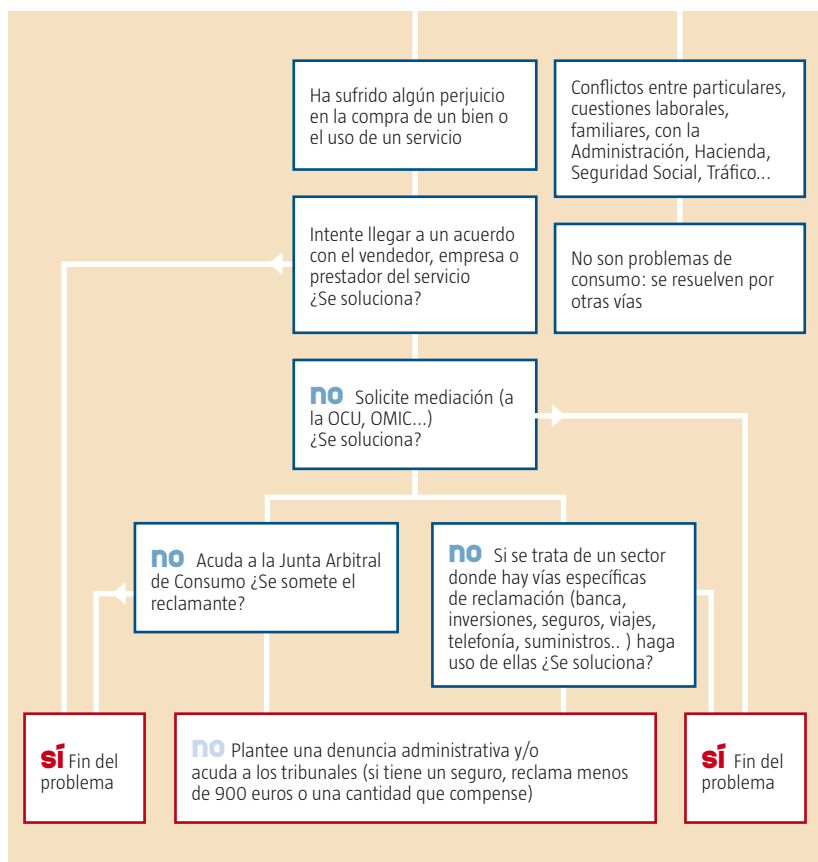 Ha sufrido algún perjuicio
en la compra de un bien o
el uso de un servicio
Conflictos entre particulares,
cuestiones laborales,
familiares, con la
Administración, Hacienda,
Seguridad Social, Tráfico...
Intente llegar a un acuerdo
con el vendedor, empresa o
prestador del servicio
¿Se soluciona?
No son problemas de
consumo: se resuelven por
otras vías
no Solicite mediación (a
la OCU, OMIC...)
¿Se soluciona?
no Acuda a la Junta Arbitral
de Consumo ¿Se somete el
reclamante?
no Si se trata de un sector
donde hay vías específicas
de reclamación (banca,
inversiones, seguros, viajes,
telefonía, suministros.. ) haga
uso de ellas ¿Se soluciona?
sí Fin del
problema
no Plantee una denuncia administrativa y/o
acuda a los tribunales (si tiene un seguro, reclama menos
de 900 euros o una cantidad que compense)
sí Fin del
problema